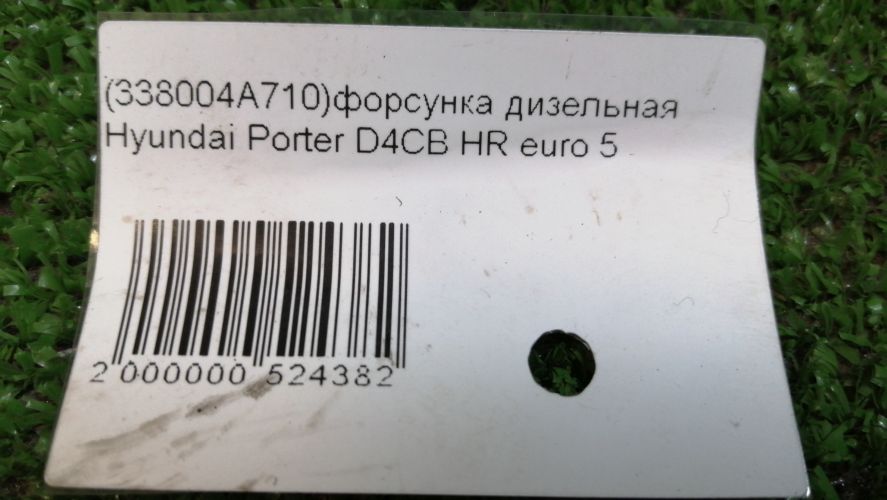 (338004A710)форсунка дизельная
Hyundai Porter D4CB HR euro 5
2 000000 524382